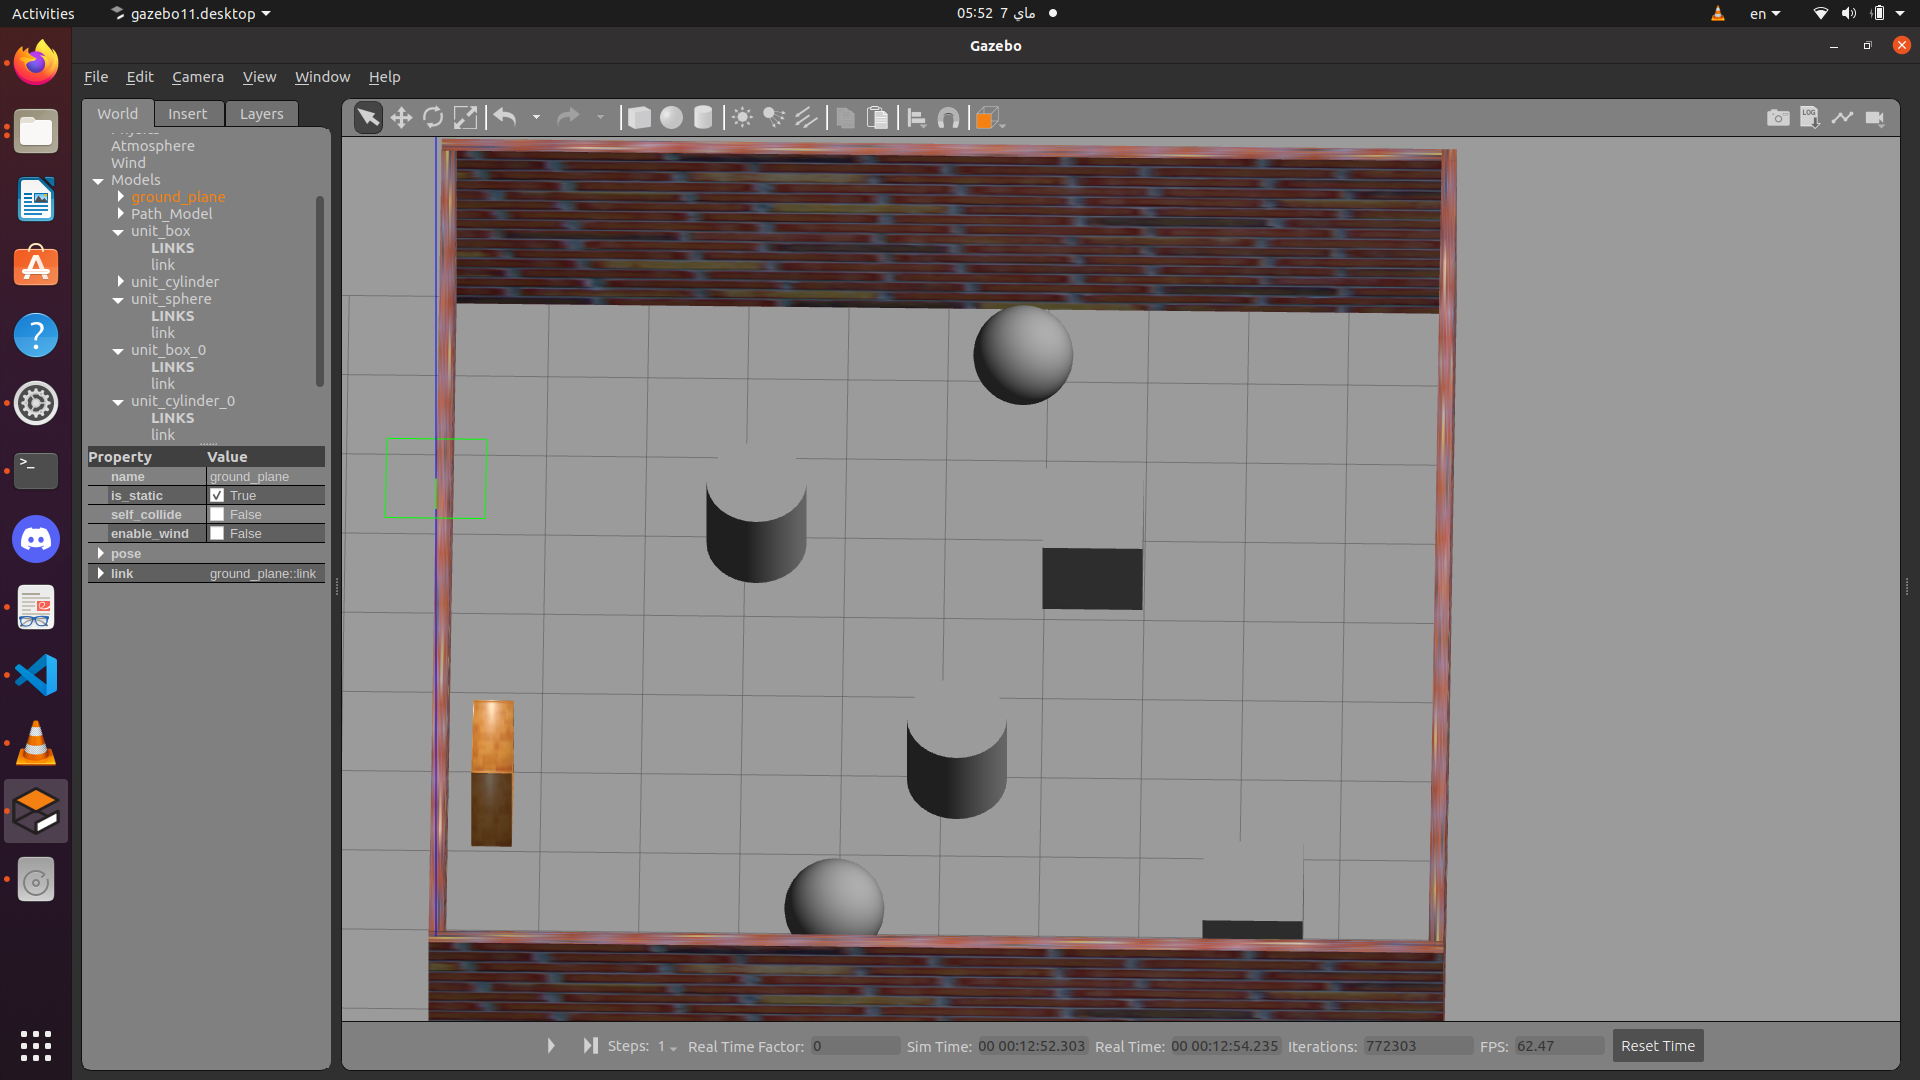 Activities
gazebo11.desktop
05:52 7 ماي
en
Gazebo
File Edit Camera View Window Help
World Insert Layers
Physics
Atmosphere
Wind
Models
ground_plane
Path_Model
unit_box
LINKS
link
unit_cylinder
unit_sphere
LINKS
link
unit_box_0
LINKS
link
unit_cylinder_0
LINKS
link
Property Value
name ground_plane
is_static True
self_collide False
enable_wind False
pose
link ground_plane::link
LOG
Steps: 1 Real Time Factor: 0 Sim Time: 00 00:12:52.303 Real Time: 00 00:12:54.235 Iterations: 772303 FPS: 62.47 Reset Time